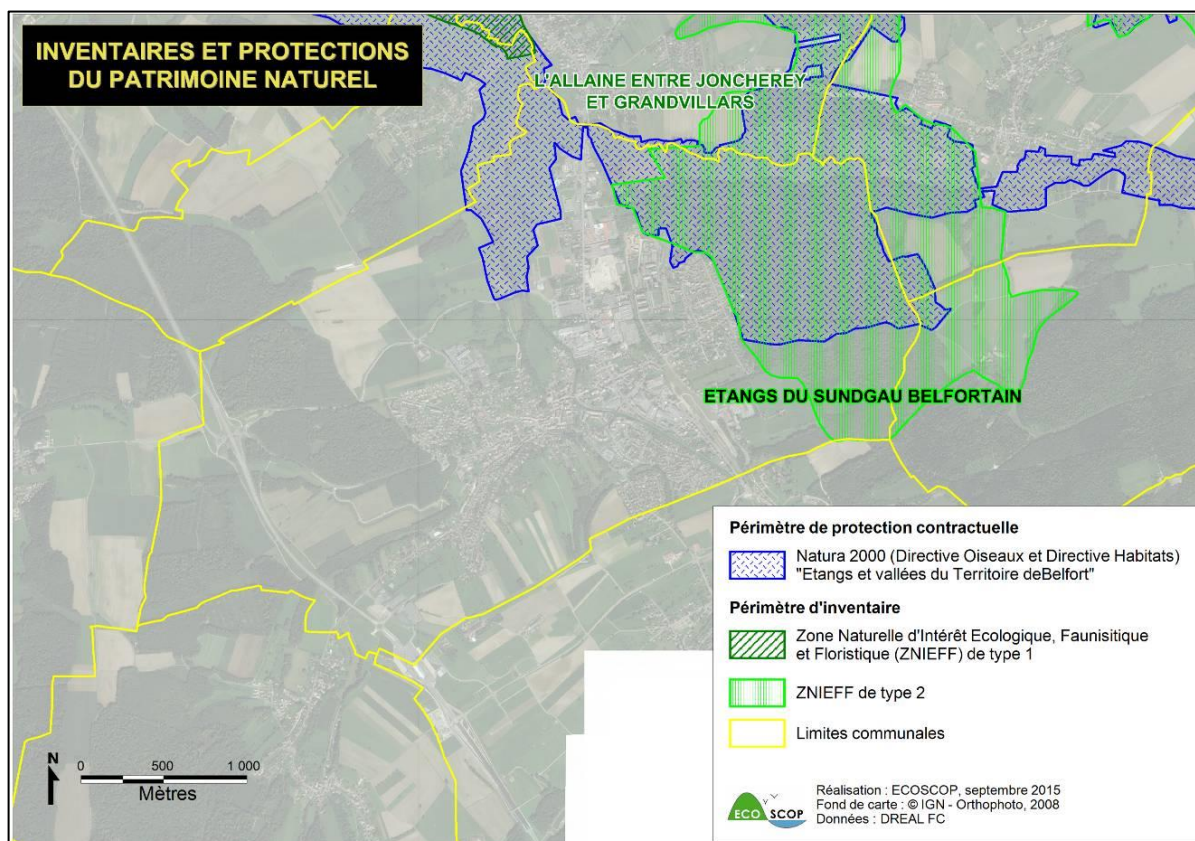 INVENTAIRES ET PROTECTIONS
DU PATRIMOINE NATUREL
L'ALLAINE ENTRE JONCHEREY
ET GRANDVILLARS
ETANGS DU SUNDGAU BELFORTAIN
Périmètre de protection contractuelle
Natura 2000 (Directive Oiseaux et Directive Habitats)
"Etangs et vallées du Territoire deBelfort"
Périmètre d'inventaire
Zone Naturelle d'Intérêt Ecologique, Faunisitique
et Floristique (ZNIEFF) de type 1
ZNIEFF de type 2
Limites communales
N
0 500 1 000
Mètres
ECO SCOP
Réalisation : ECOSCOP, septembre 2015
Fond de carte : © IGN - Orthophoto, 2008
Données : DREAL FC